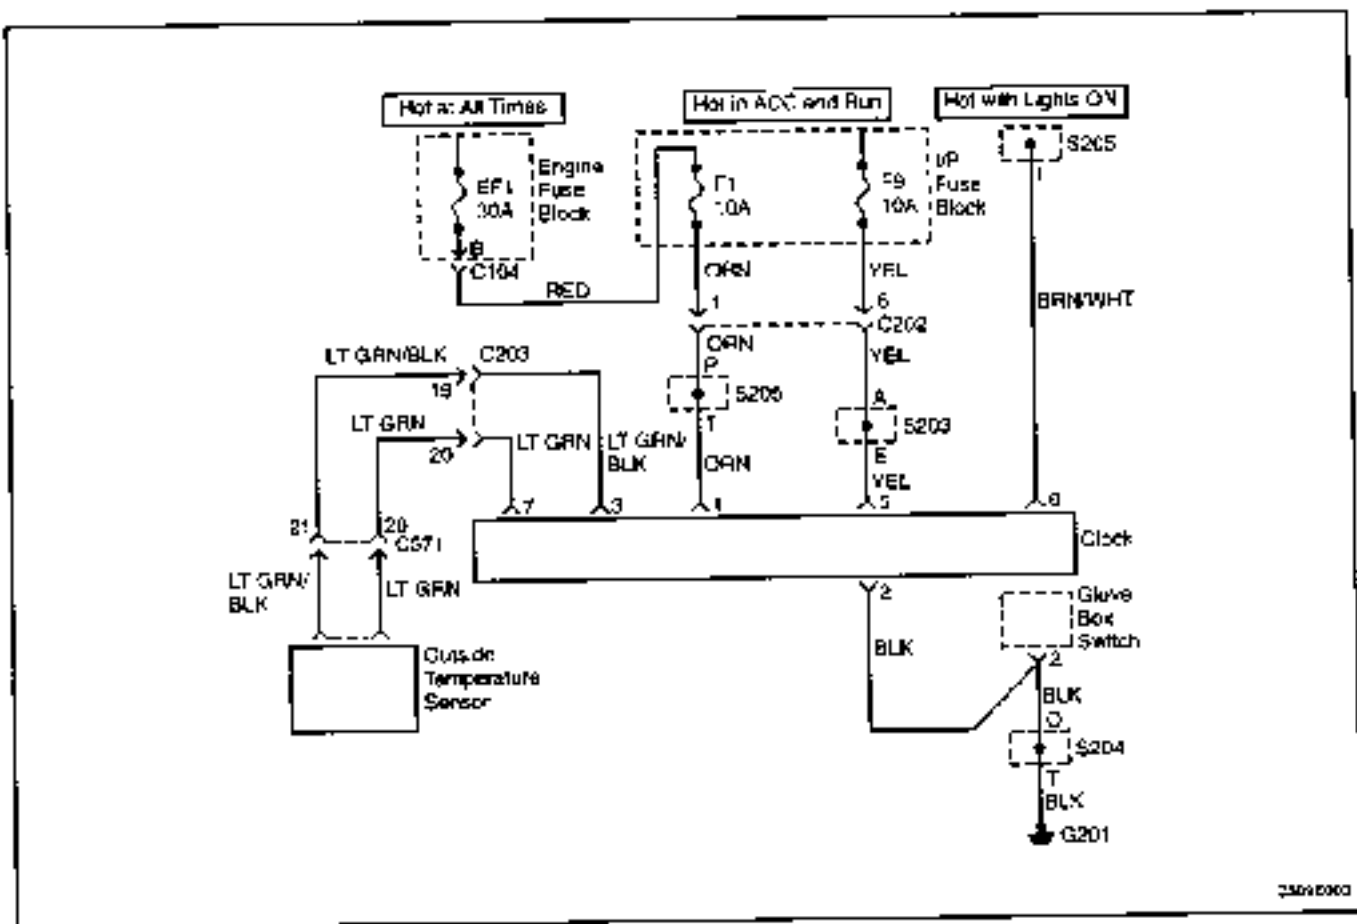 Hot at All Times
Hot in ACC and Run
Hot with Lights ON
S205
EF1
30A
Engine
Fuse
Block
F1
10A
F9
10A
I/P
Fuse
Block
8
C104
RED
ORN
YEL
1
6
C202
BRN/WHT
ORN
YEL
LT GRN/BLK
C203
19
P
S205
A
S203
LT GRN
20
LT GRN
LT GRN/
BLK
T
ORN
E
YEL
7
3
5
6
21
20
Clock
LT GRN/
BLK
LT GRN
2
Glove
Box
Switch
BLK
2
BLK
Outside
Temperature
Sensor
S204
T
BLK
G201